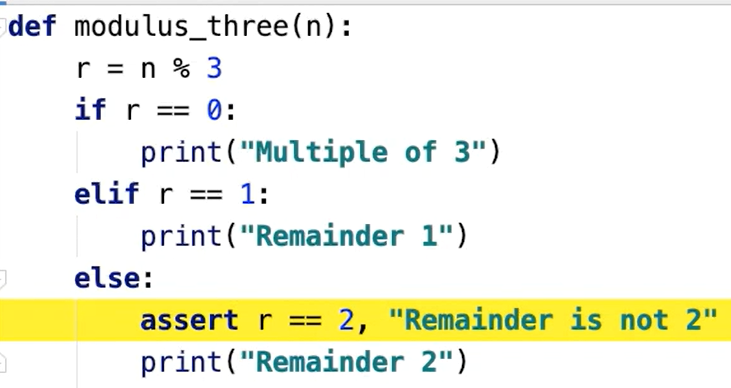 def modulus_three(n):
    r = n % 3
    if r == 0:
        print("Multiple of 3")
    elif r == 1:
        print("Remainder 1")
    else:
        assert r == 2, "Remainder is not 2"
        print("Remainder 2")